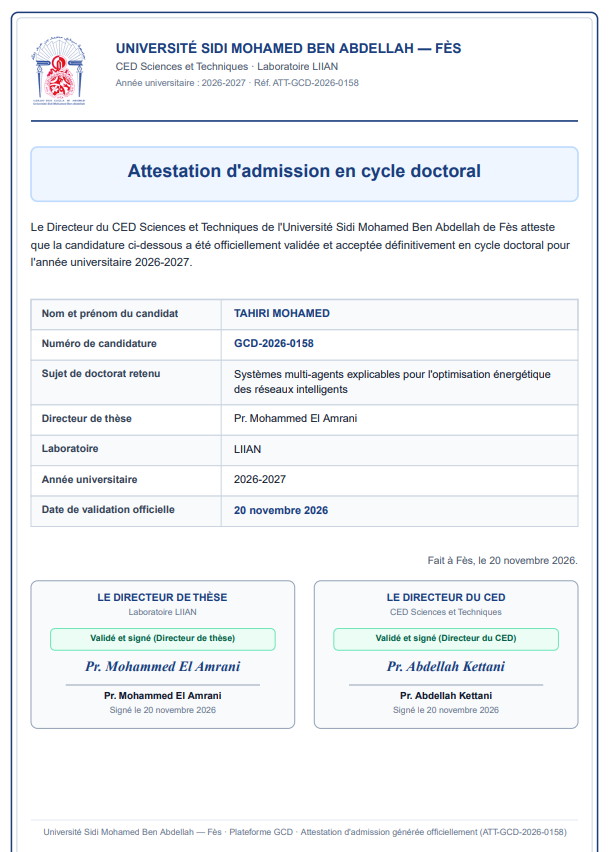 UNIVERSITÉ SIDI MOHAMED BEN ABDELLAH — FÈS
CED Sciences et Techniques · Laboratoire LIIAN
Année universitaire : 2026-2027 · Réf. ATT-GCD-2026-0158
Attestation d'admission en cycle doctoral
Le Directeur du CED Sciences et Techniques de l'Université Sidi Mohamed Ben Abdellah de Fès atteste
que la candidature ci-dessous a été officiellement validée et acceptée définitivement en cycle doctoral pour
l'année universitaire 2026-2027.
Nom et prénom du candidat TAHIRI MOHAMED
Numéro de candidature GCD-2026-0158
Sujet de doctorat retenu Systèmes multi-agents explicables pour l'optimisation énergétique
des réseaux intelligents
Directeur de thèse Pr. Mohammed El Amrani
Laboratoire LIIAN
Année universitaire 2026-2027
Date de validation officielle 20 novembre 2026
Fait à Fès, le 20 novembre 2026.
LE DIRECTEUR DE THÈSE
Laboratoire LIIAN
Validé et signé (Directeur de thèse)
Pr. Mohammed El Amrani
Pr. Mohammed El Amrani
Signé le 20 novembre 2026
LE DIRECTEUR DU CED
CED Sciences et Techniques
Validé et signé (Directeur du CED)
Pr. Abdellah Kettani
Pr. Abdellah Kettani
Signé le 20 novembre 2026
Université Sidi Mohamed Ben Abdellah — Fès · Plateforme GCD · Attestation d'admission générée officiellement (ATT-GCD-2026-0158)